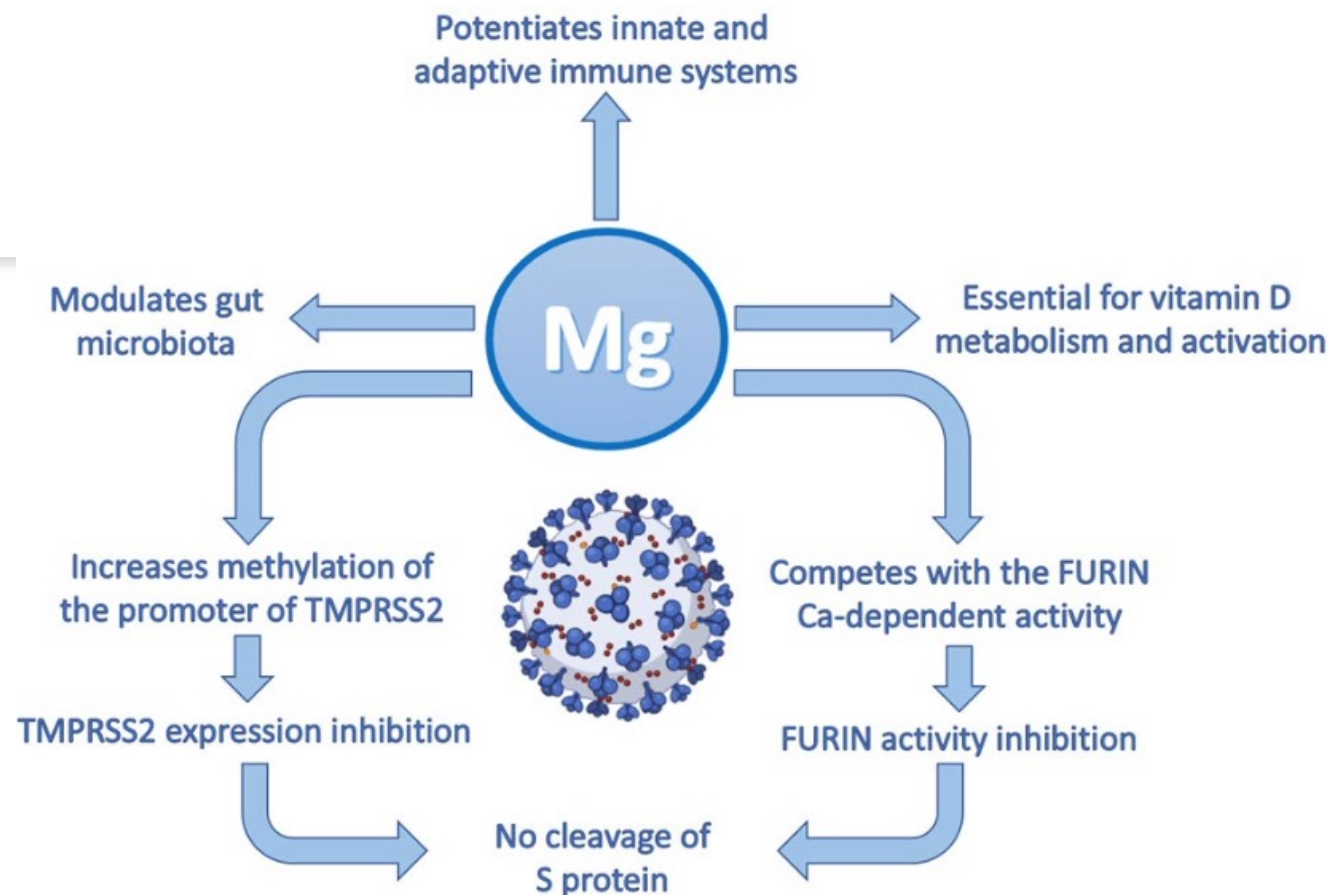 Potentiates innate and
adaptive immune systems
Modulates gut
microbiota
Mg
Essential for vitamin D
metabolism and activation
Increases methylation of
the promoter of TMPRSS2
Competes with the FURIN
Ca-dependent activity
TMPRSS2 expression inhibition
FURIN activity inhibition
No cleavage of
S protein